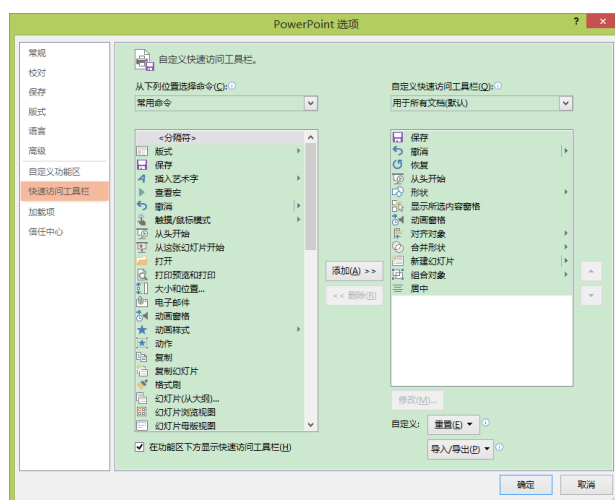 PowerPoint 选项
?
常规
校对
保存
版式
语言
高级
自定义功能区
快速访问工具栏
加载项
信任中心
自定义快速访问工具栏。
从下列位置选择命令(C):
常用命令
<分隔符>
版式
保存
插入艺术字
查看宏
撤消
触摸/鼠标模式
从头开始
从这张幻灯片开始
打开
打印预览和打印
大小和位置...
电子邮件
动画窗格
动画样式
动作
复制
复制幻灯片
格式刷
幻灯片(从大纲)...
幻灯片浏览视图
幻灯片母版视图
在功能区下方显示快速访问工具栏(H)
添加(A) >>
<< 删除(R)
自定义快速访问工具栏(Q):
用于所有文档(默认)
保存
撤消
恢复
从头开始
形状
显示所选内容窗格
动画窗格
对齐对象
合并形状
新建幻灯片
组合对象
居中
修改(M)...
自定义:
重置(E)
导入/导出(P)
确定
取消